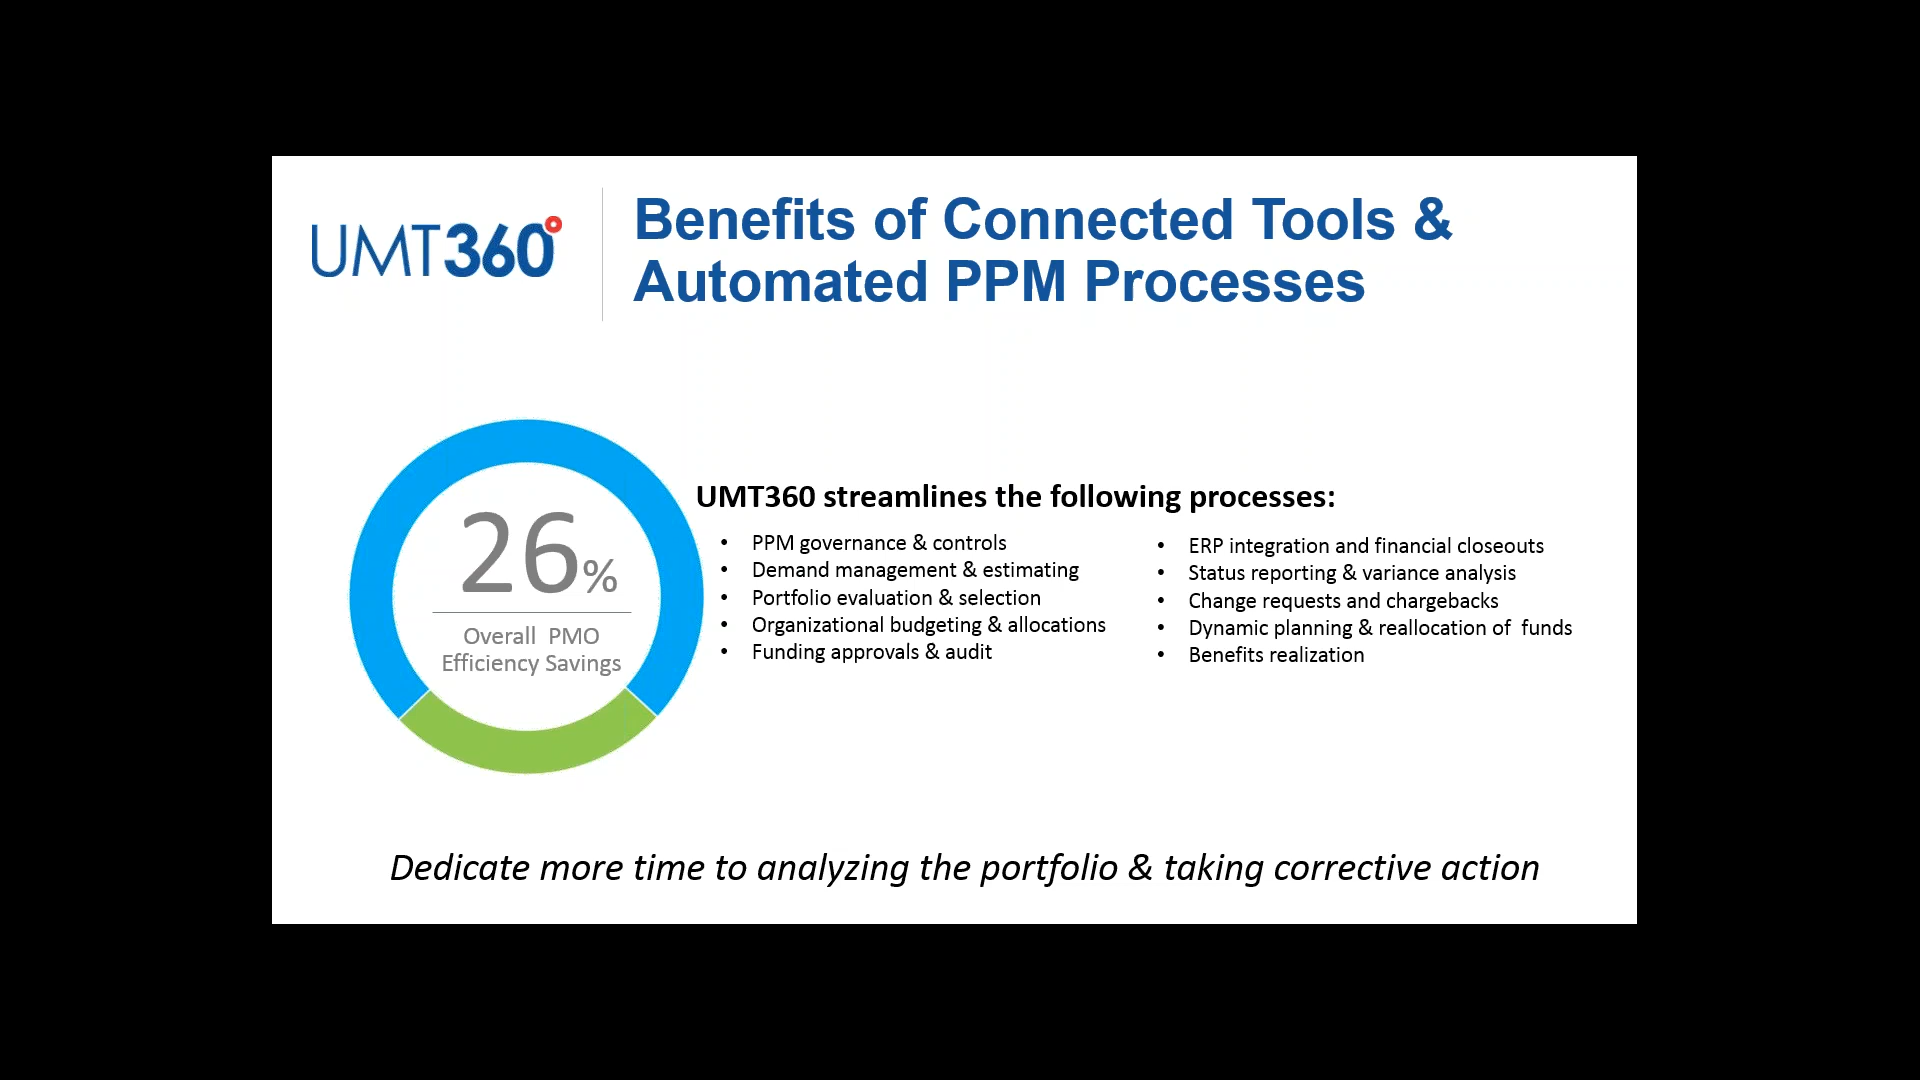 UMT360
Benefits of Connected Tools &
Automated PPM Processes
26%
Overall PMO
Efficiency Savings
UMT360 streamlines the following processes:
• PPM governance & controls
• Demand management & estimating
• Portfolio evaluation & selection
• Organizational budgeting & allocations
• Funding approvals & audit
• ERP integration and financial closeouts
• Status reporting & variance analysis
• Change requests and chargebacks
• Dynamic planning & reallocation of funds
• Benefits realization
Dedicate more time to analyzing the portfolio & taking corrective action